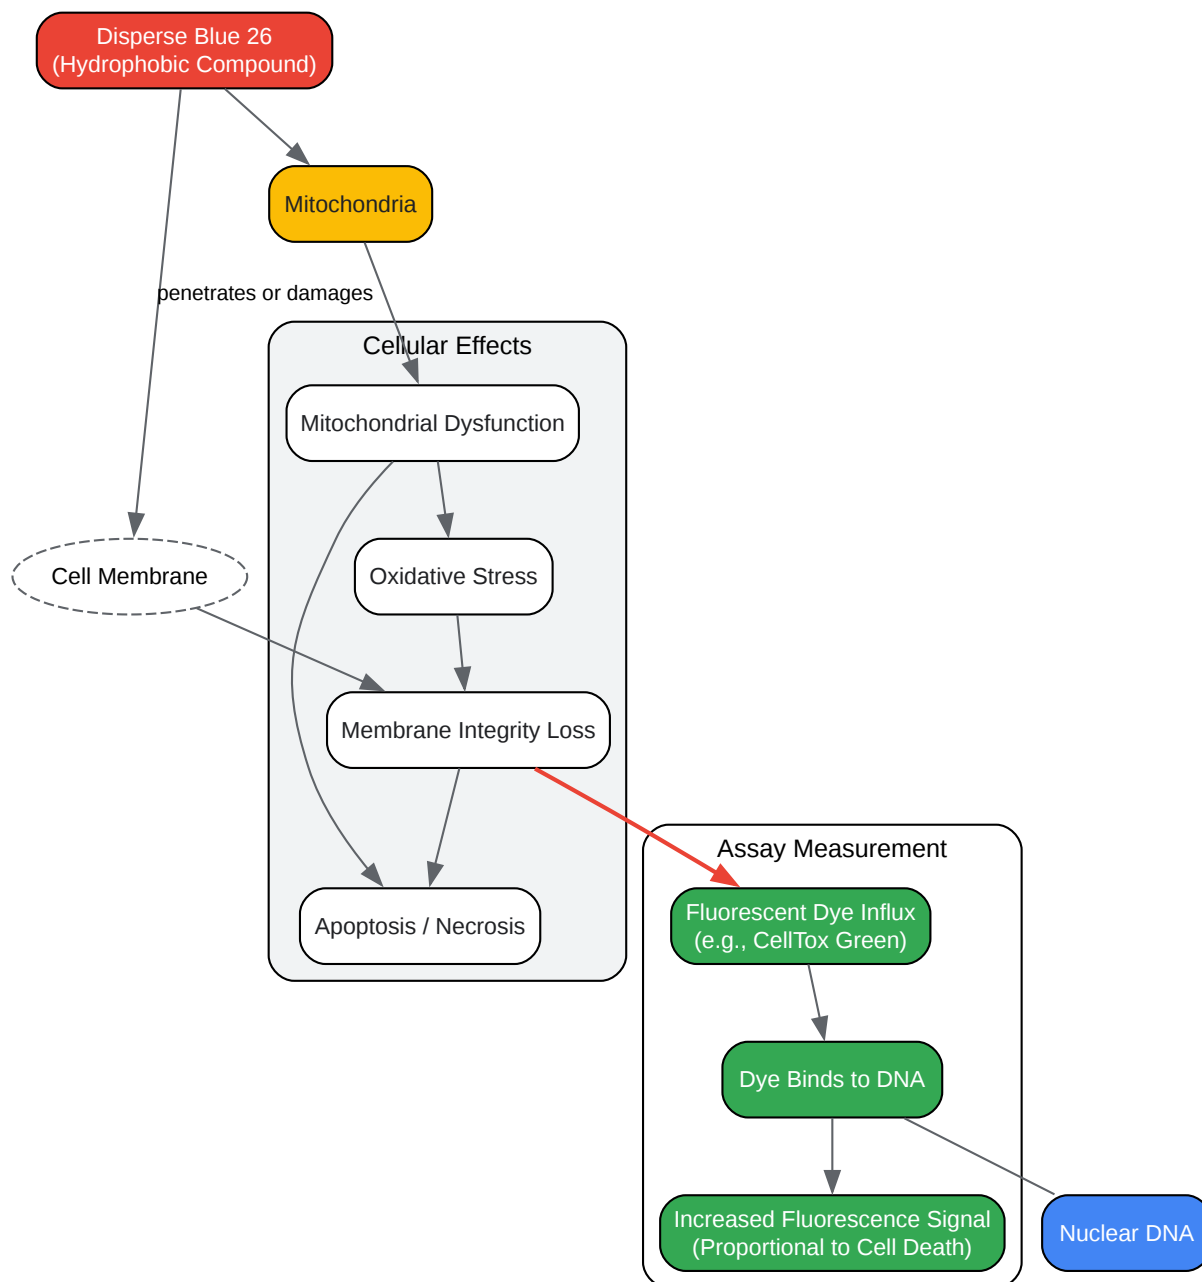 Disperse Blue 26
(Hydrophobic Compound)
Mitochondria
penetrates or damages
Cellular Effects
Mitochondrial Dysfunction
Cell Membrane
Oxidative Stress
Membrane Integrity Loss
Assay Measurement
Fluorescent Dye Influx
(e.g., CellTox Green)
Apoptosis / Necrosis
Dye Binds to DNA
Increased Fluorescence Signal
(Proportional to Cell Death)
Nuclear DNA